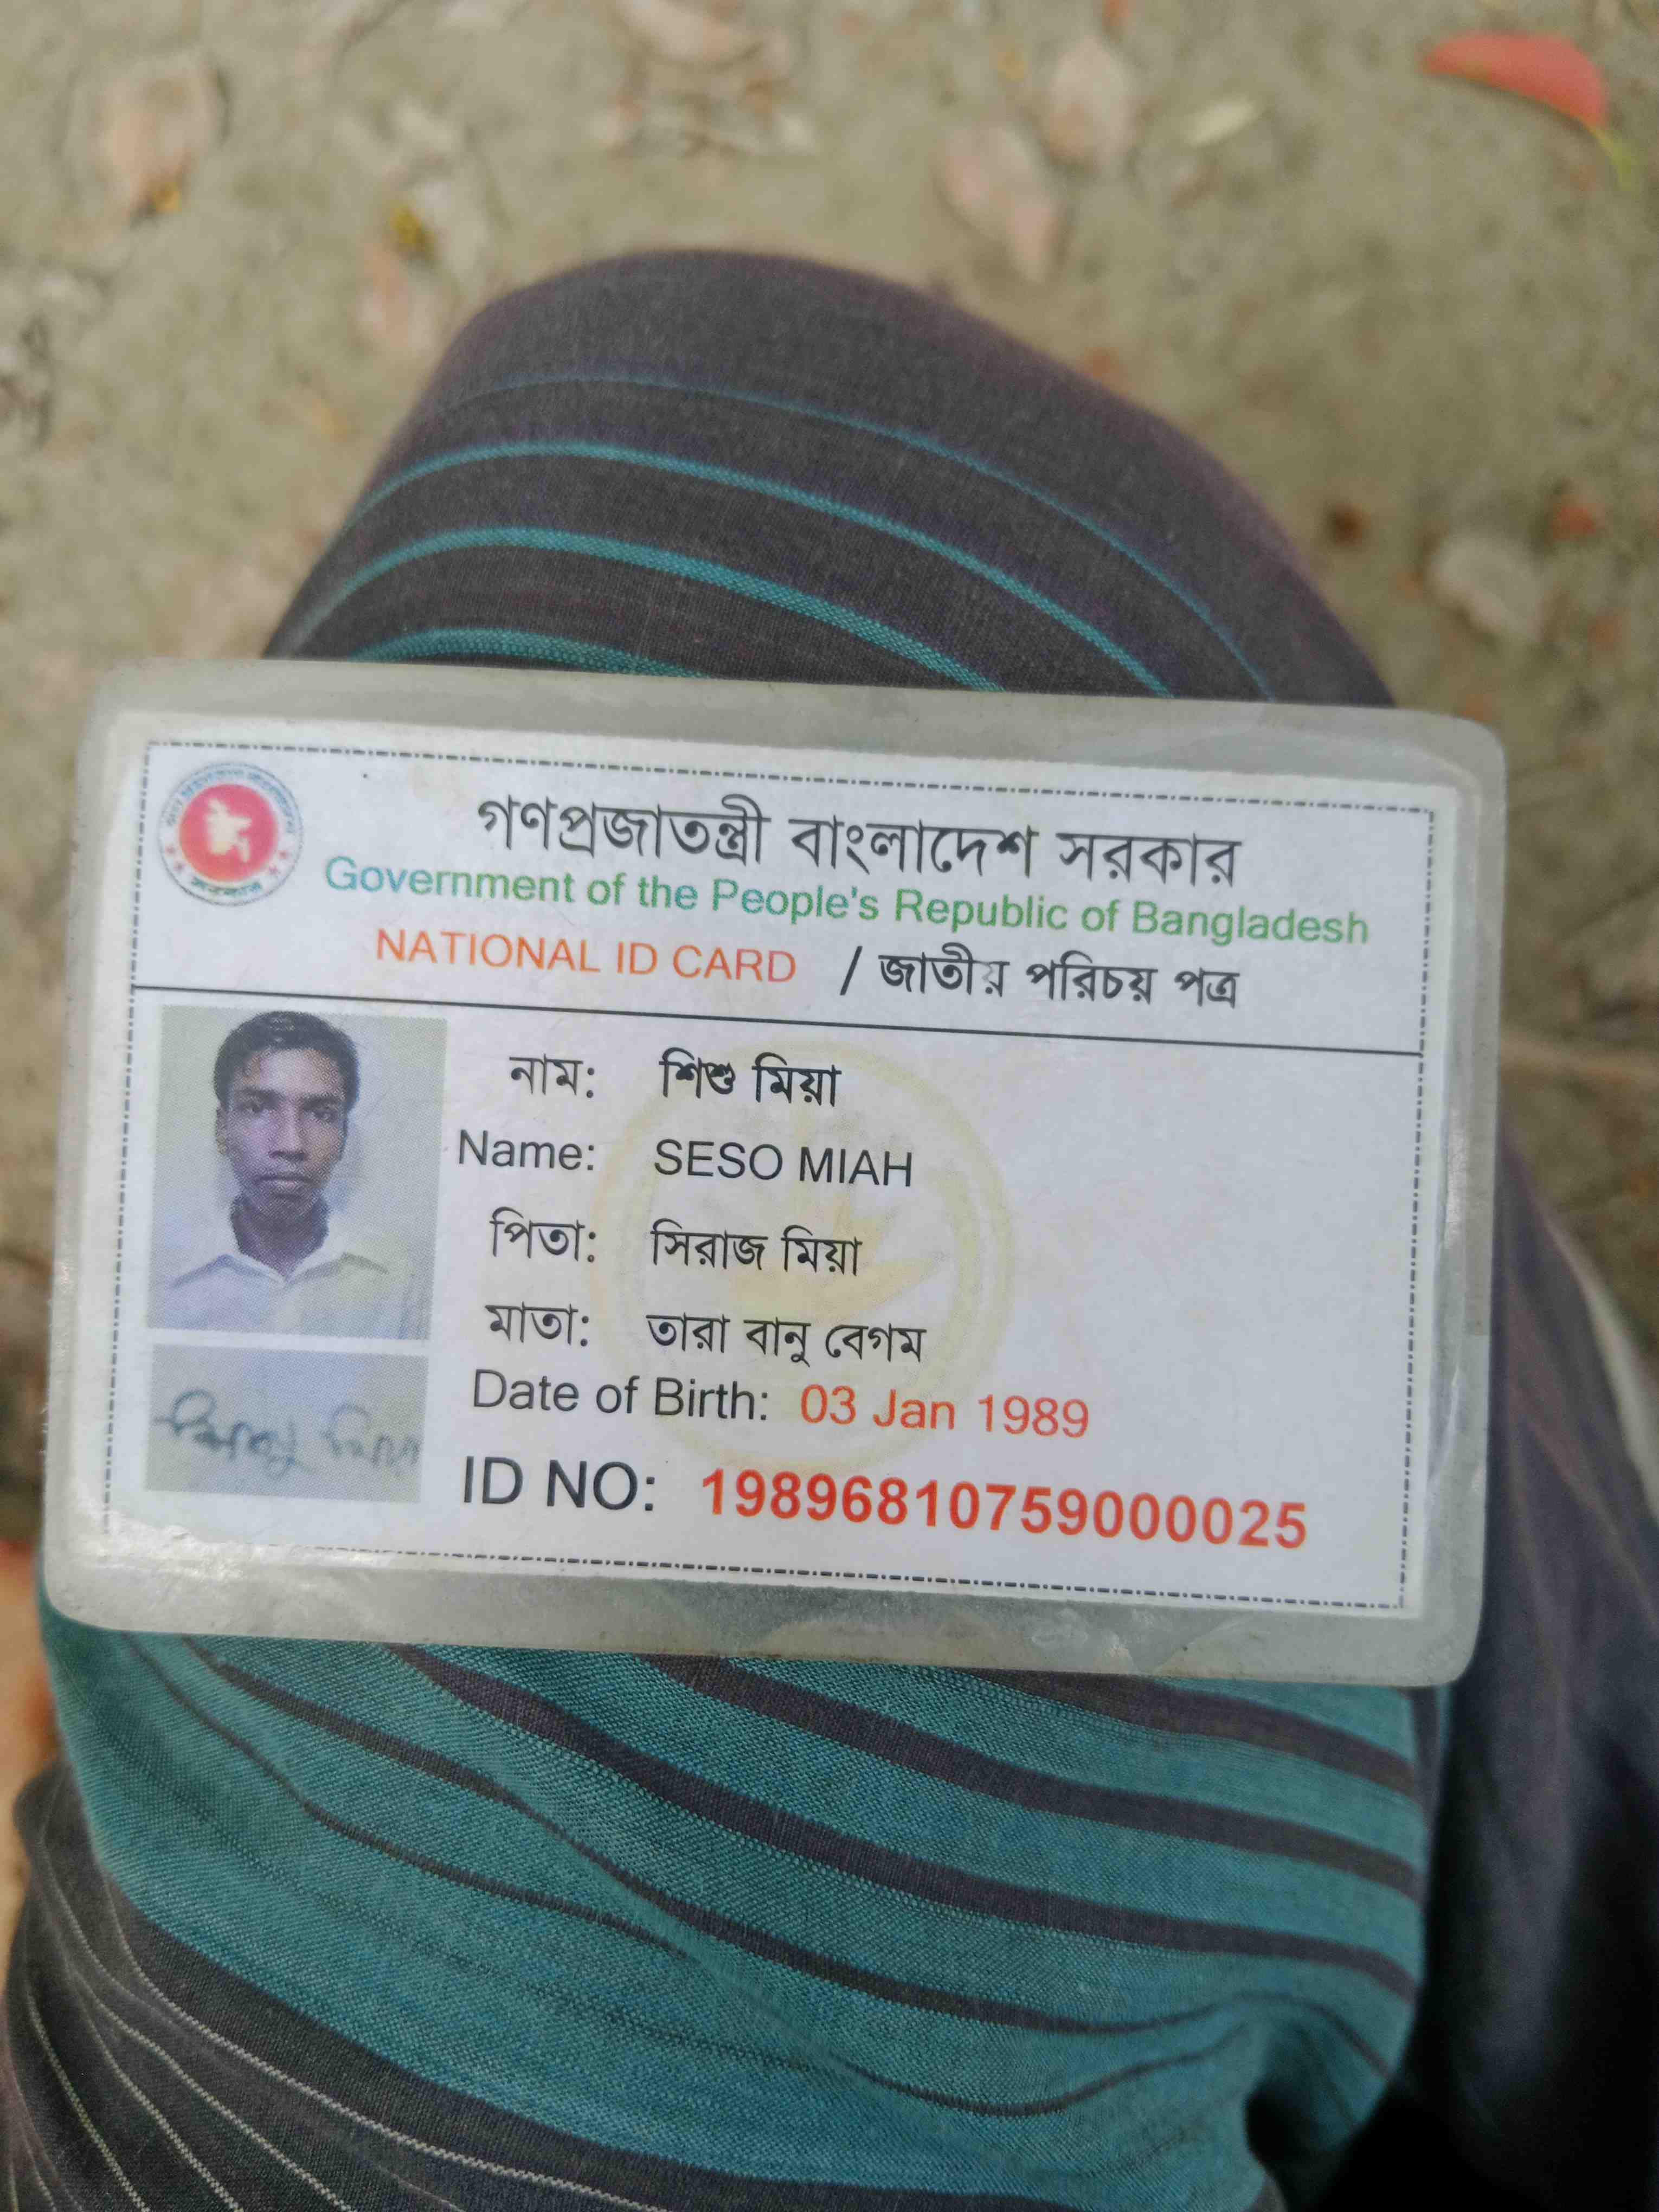 গণপ্রজাতন্ত্রী বাংলাদেশ সরকার
Government of the People's Republic of Bangladesh
NATIONAL ID CARD / জাতীয় পরিচয় পত্র
নাম: শিশু মিয়া
Name: SESO MIAH
পিতা: সিরাজ মিয়া
মাতা: তারা বানু বেগম
Date of Birth: 03 Jan 1989
ID NO: 19896810759000025